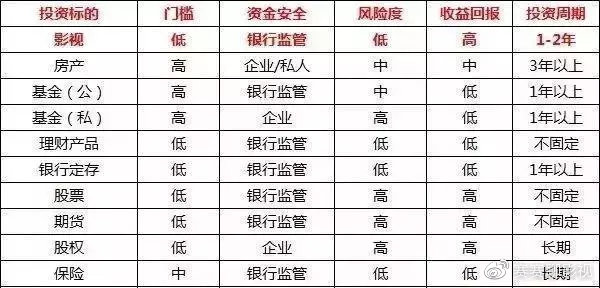 投资标的 门槛 资金安全 风险度 收益回报 投资周期
影视 低 银行监管 低 高 1-2年
房产 高 企业/私人 中 中 3年以上
基金（公） 高 银行监管 中 低 1年以上
基金（私） 高 企业 高 低 1年以上
理财产品 低 银行监管 低 低 不固定
银行定存 低 银行监管 低 低 1年以上
股票 低 银行监管 高 高 不固定
期货 低 银行监管 高 高 不固定
股权 低 企业 高 高 长期
保险 中 银行监管 低 低 长期